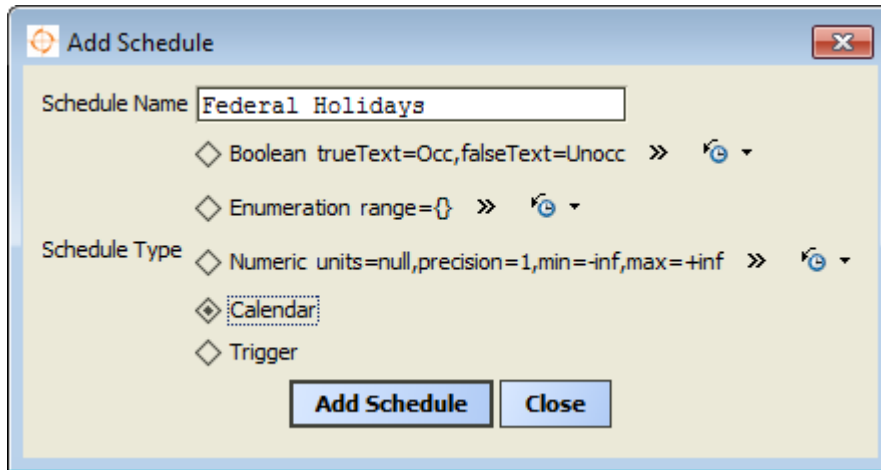 Add Schedule
Schedule Name Federal Holidays
Boolean trueText=Occ,falseText=Unocc »
Enumeration range={} »
Schedule Type
Numeric units=null,precision=1,min=-inf,max=+inf »
Calendar
Trigger
Add Schedule Close